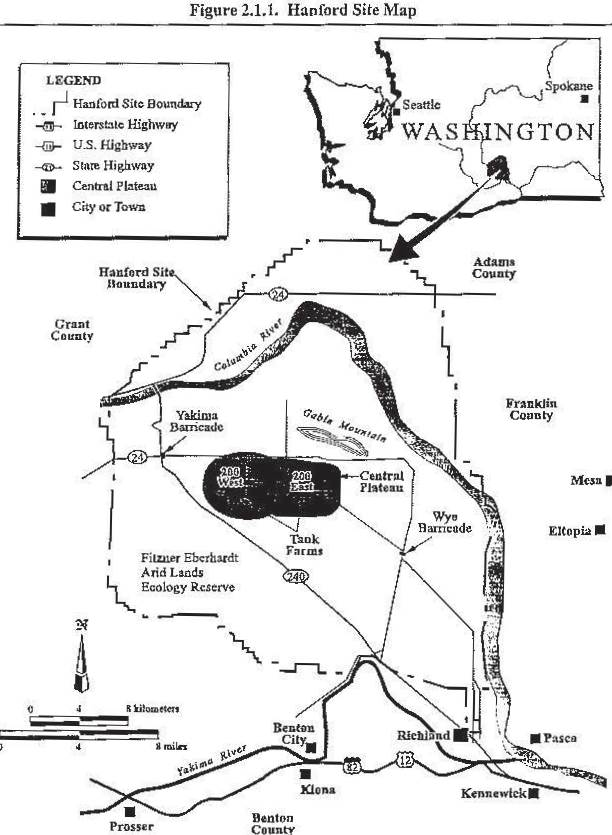 Figure 2.1.1. Hanford Site Map
LEGEND
Hanford Site Boundary
Interstate Highway
U.S. Highway
State Highway
Central Plateau
City or Town
Spokane
Seattle
WASHINGTON
Adams
County
Hanford Site
Boundary
24
Grant
County
Columbia River
Franklin
County
Yakima
Barricade
Gable Mountain
24
200
West
200
East
Central
Plateau
Mesa
Wye
Barricade
Eltopia
Tank
Farms
Fitzner Eberhardt
Arid Lands
Ecology Reserve
240
N
0 4 8 kilometers
0 4 8 miles
Benton
City
Richland
Pasco
Yakima River
82
12
Kiona
Kennewick
Prosser
Benton
County